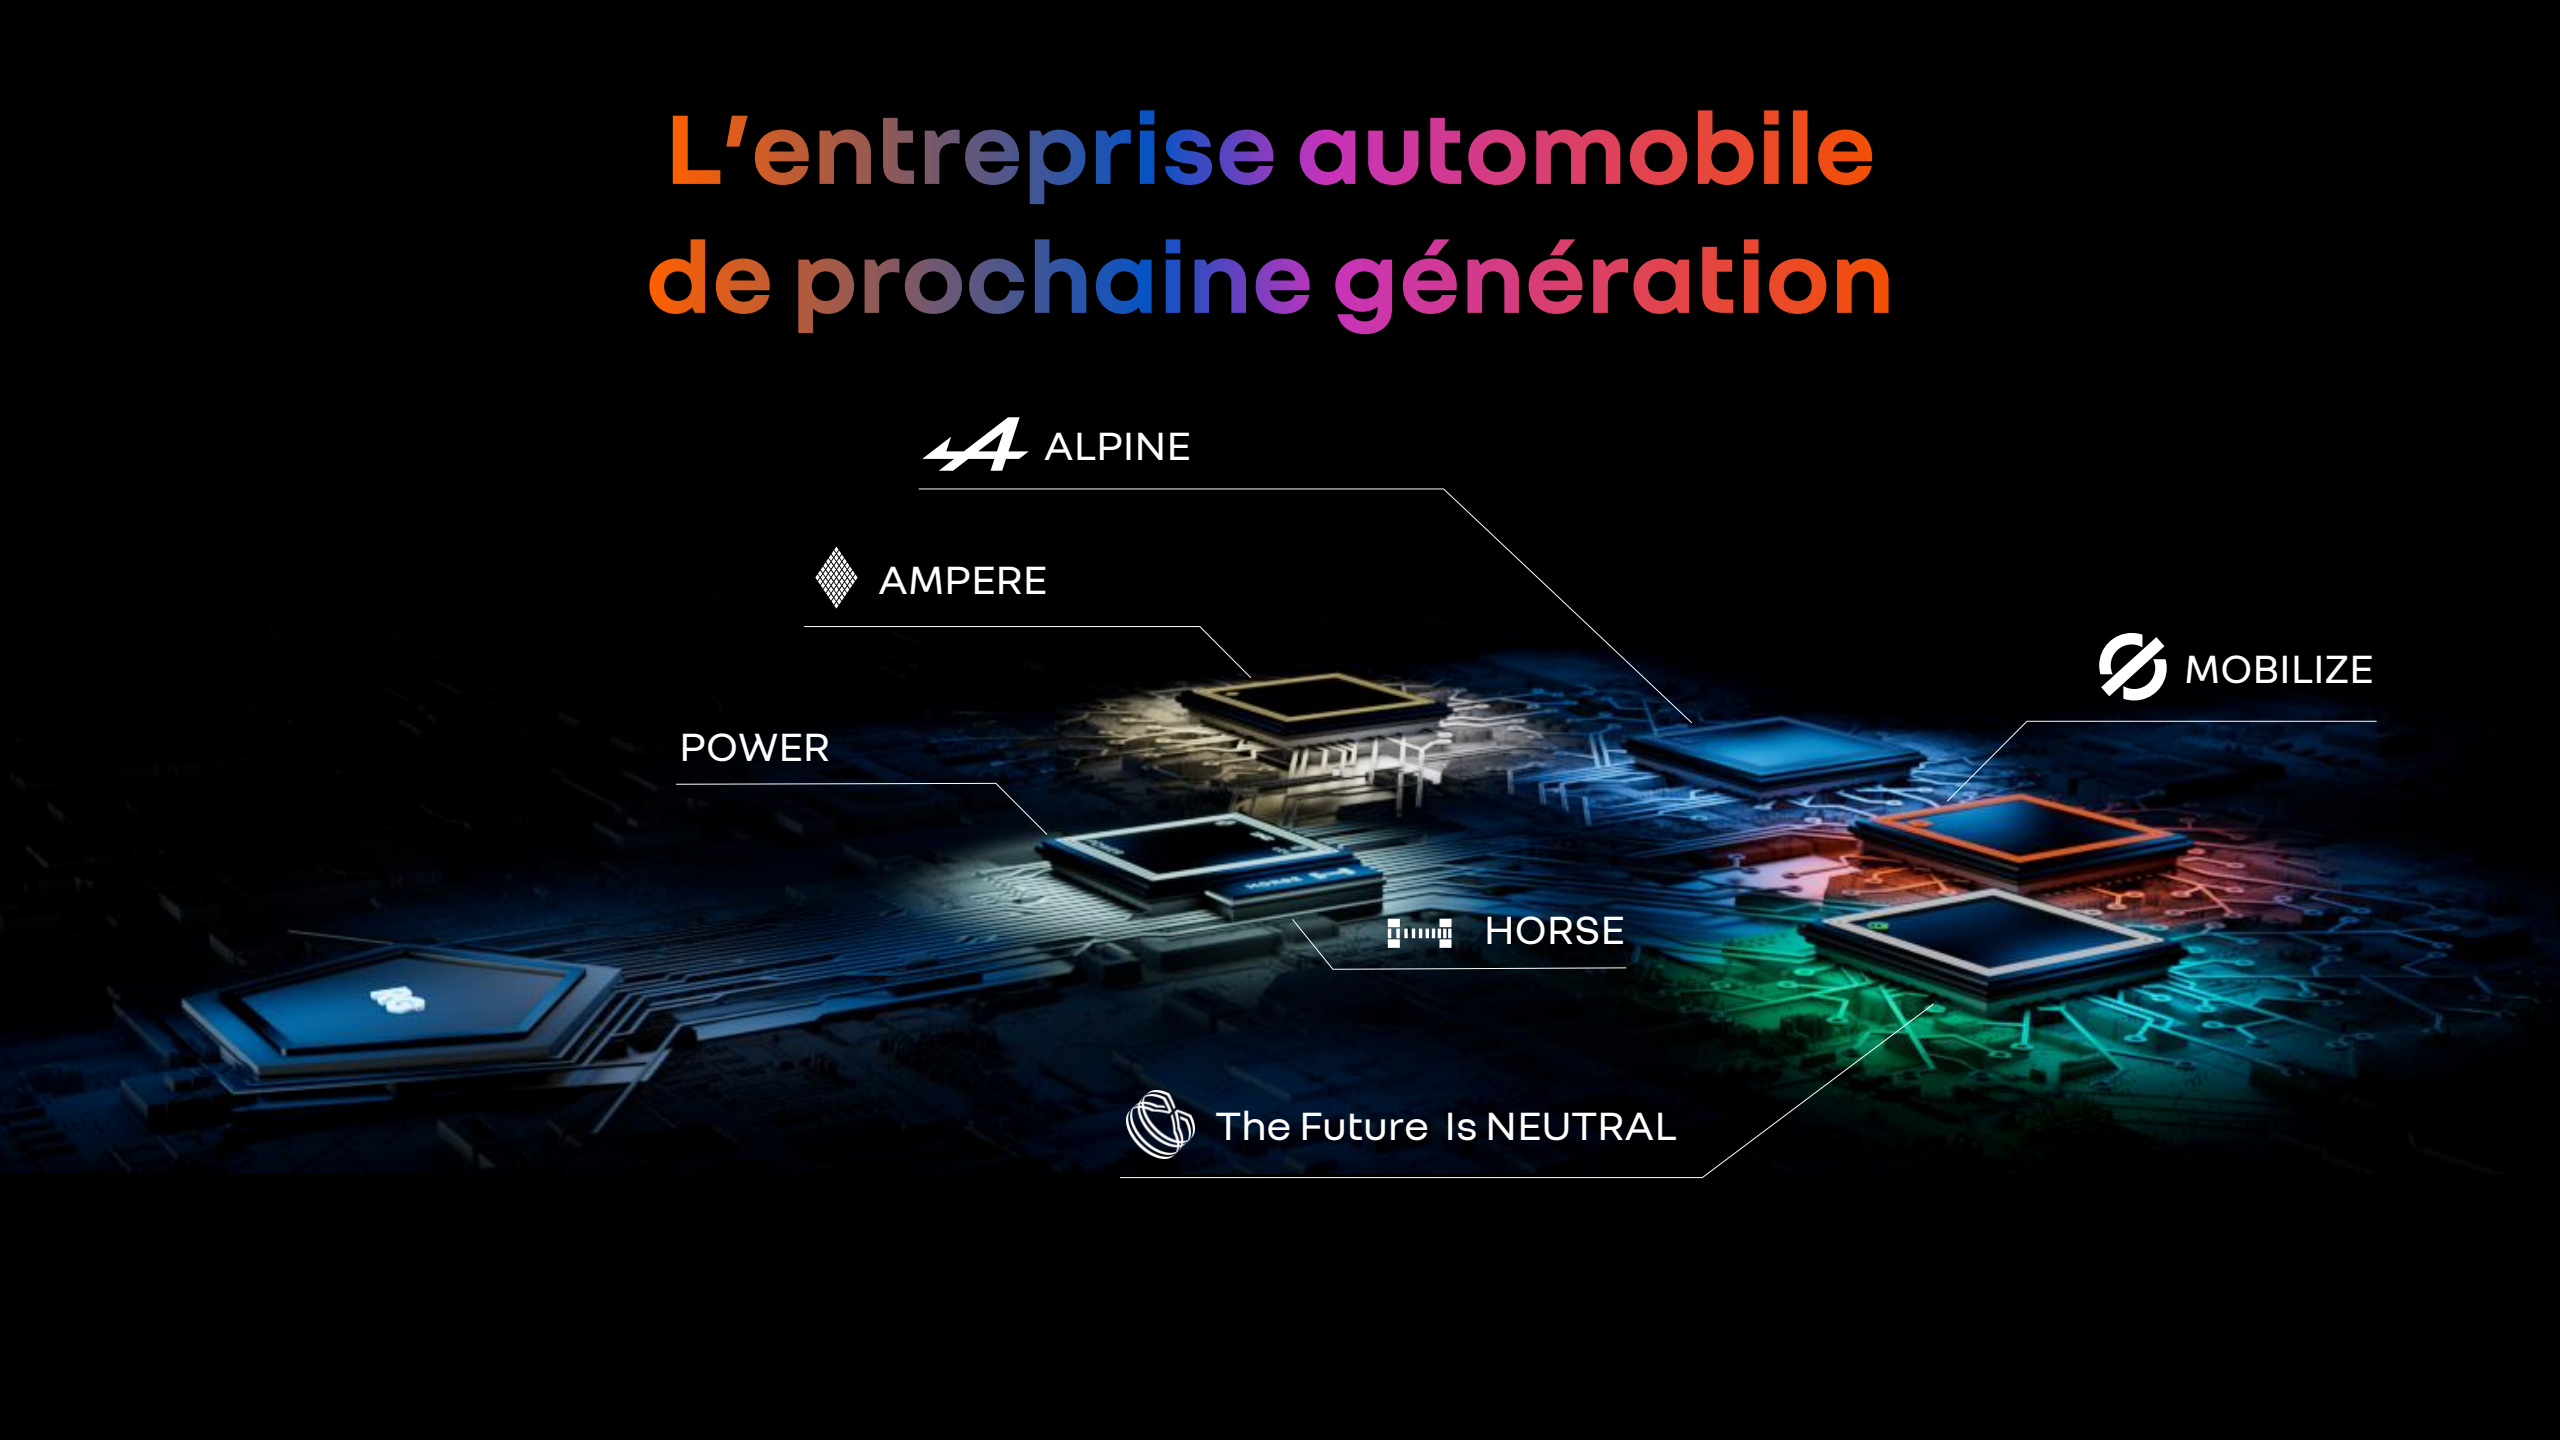 L’entreprise automobile
de prochaine génération
ALPINE
AMPERE
MOBILIZE
POWER
HORSE
The Future Is NEUTRAL